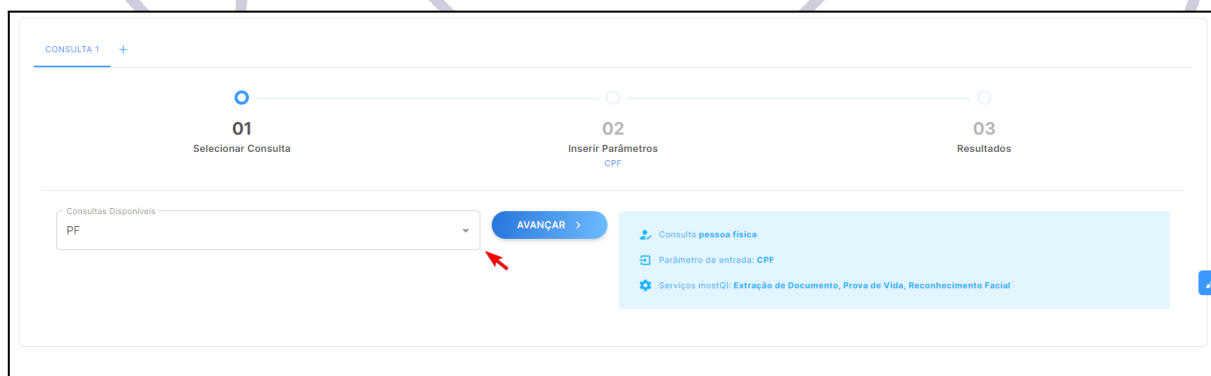 CONSULTA 1 +
01
Selecionar Consulta
02
Inserir Parâmetros
CPF
03
Resultados
Consultas Disponíveis
PF
AVANÇAR >
Consulta pessoa física
Parâmetro de entrada: CPF
Serviços mostQI: Extração de Documento, Prova de Vida, Reconhecimento Facial